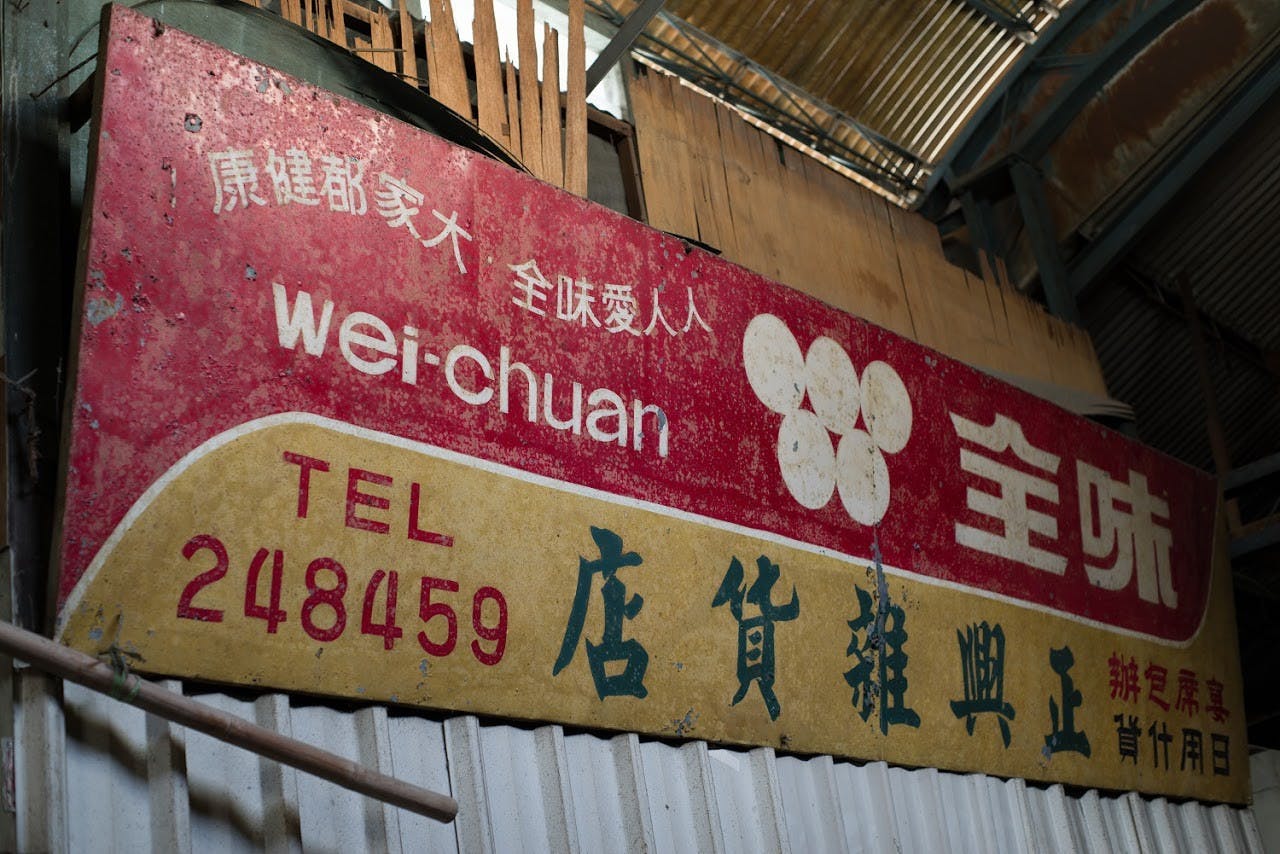 人人愛味全
大家都健康
wei-chuan
味全
TEL
248459
正興雜貨店
宴席包辦
日用什貨